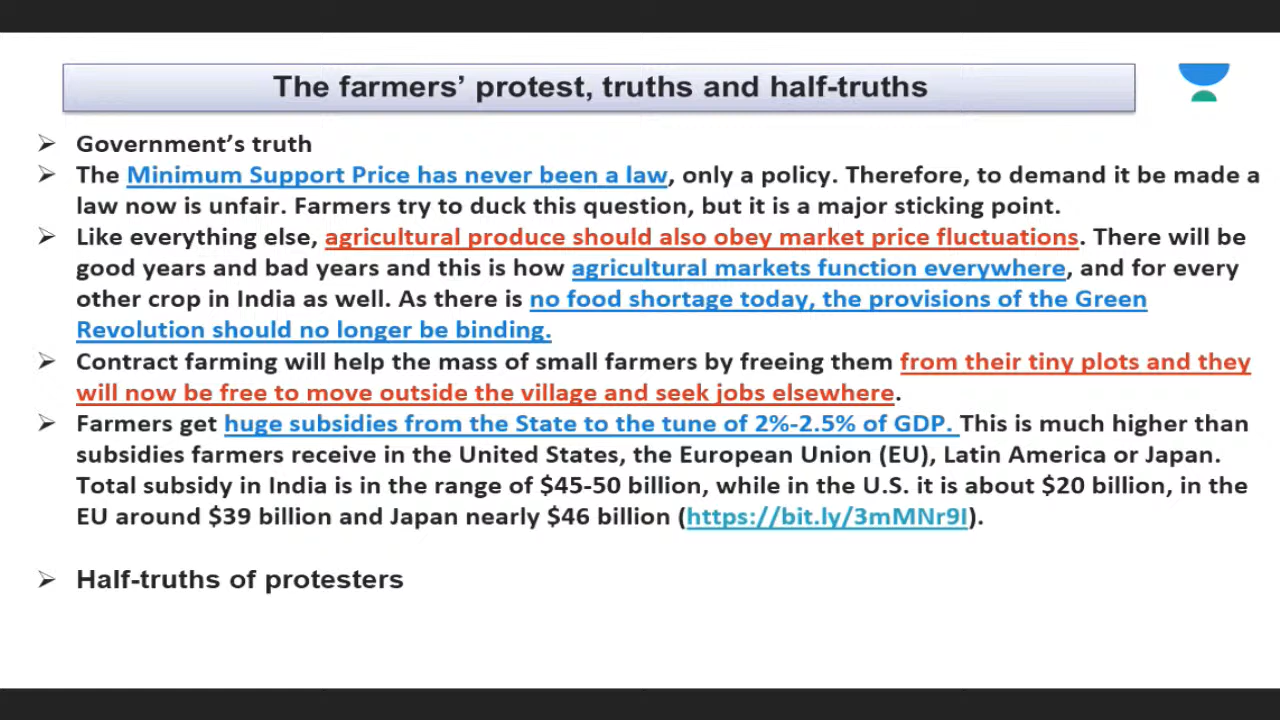 The farmers’ protest, truths and half-truths
➢ Government’s truth
➢ The Minimum Support Price has never been a law, only a policy. Therefore, to demand it be made a
law now is unfair. Farmers try to duck this question, but it is a major sticking point.
➢ Like everything else, agricultural produce should also obey market price fluctuations. There will be
good years and bad years and this is how agricultural markets function everywhere, and for every
other crop in India as well. As there is no food shortage today, the provisions of the Green
Revolution should no longer be binding.
➢ Contract farming will help the mass of small farmers by freeing them from their tiny plots and they
will now be free to move outside the village and seek jobs elsewhere.
➢ Farmers get huge subsidies from the State to the tune of 2%-2.5% of GDP. This is much higher than
subsidies farmers receive in the United States, the European Union (EU), Latin America or Japan.
Total subsidy in India is in the range of $45-50 billion, while in the U.S. it is about $20 billion, in the
EU around $39 billion and Japan nearly $46 billion (https://bit.ly/3mMNr9I).
➢ Half-truths of protesters